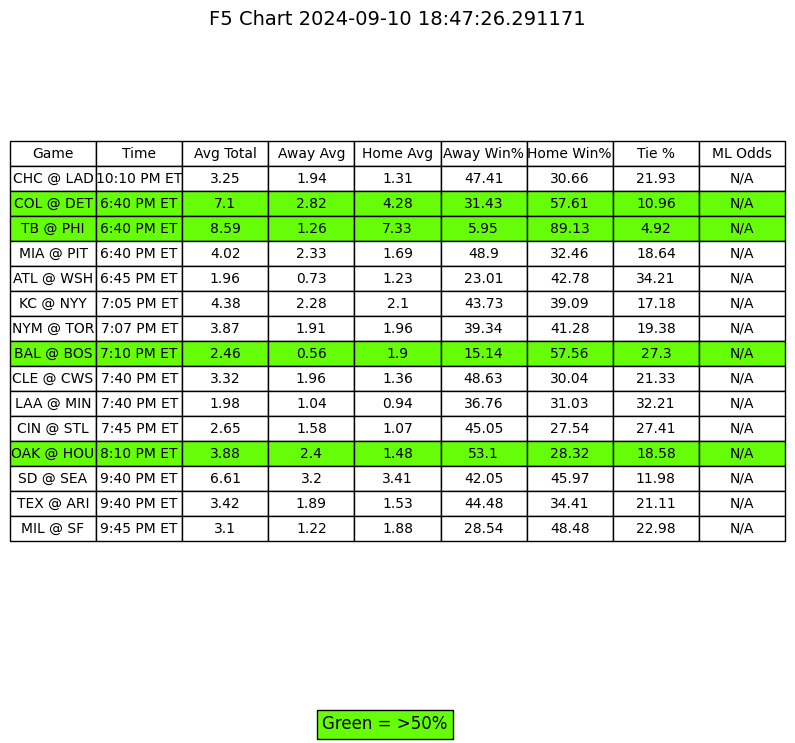 F5 Chart 2024-09-10 18:47:26.291171
Game Time Avg Total Away Avg Home Avg Away Win% Home Win% Tie % ML Odds
CHC @ LAD 10:10 PM ET 3.25 1.94 1.31 47.41 30.66 21.93 N/A
COL @ DET 6:40 PM ET 7.1 2.82 4.28 31.43 57.61 10.96 N/A
TB @ PHI 6:40 PM ET 8.59 1.26 7.33 5.95 89.13 4.92 N/A
MIA @ PIT 6:40 PM ET 4.02 2.33 1.69 48.9 32.46 18.64 N/A
ATL @ WSH 6:45 PM ET 1.96 0.73 1.23 23.01 42.78 34.21 N/A
KC @ NYY 7:05 PM ET 4.38 2.28 2.1 43.73 39.09 17.18 N/A
NYM @ TOR 7:07 PM ET 3.87 1.91 1.96 39.34 41.28 19.38 N/A
BAL @ BOS 7:10 PM ET 2.46 0.56 1.9 15.14 57.56 27.3 N/A
CLE @ CWS 7:40 PM ET 3.32 1.96 1.36 48.63 30.04 21.33 N/A
LAA @ MIN 7:40 PM ET 1.98 1.04 0.94 36.76 31.03 32.21 N/A
CIN @ STL 7:45 PM ET 2.65 1.58 1.07 45.05 27.54 27.41 N/A
OAK @ HOU 8:10 PM ET 3.88 2.4 1.48 53.1 28.32 18.58 N/A
SD @ SEA 9:40 PM ET 6.61 3.2 3.41 42.05 45.97 11.98 N/A
TEX @ ARI 9:40 PM ET 3.42 1.89 1.53 44.48 34.41 21.11 N/A
MIL @ SF 9:45 PM ET 3.1 1.22 1.88 28.54 48.48 22.98 N/A
Green = >50%